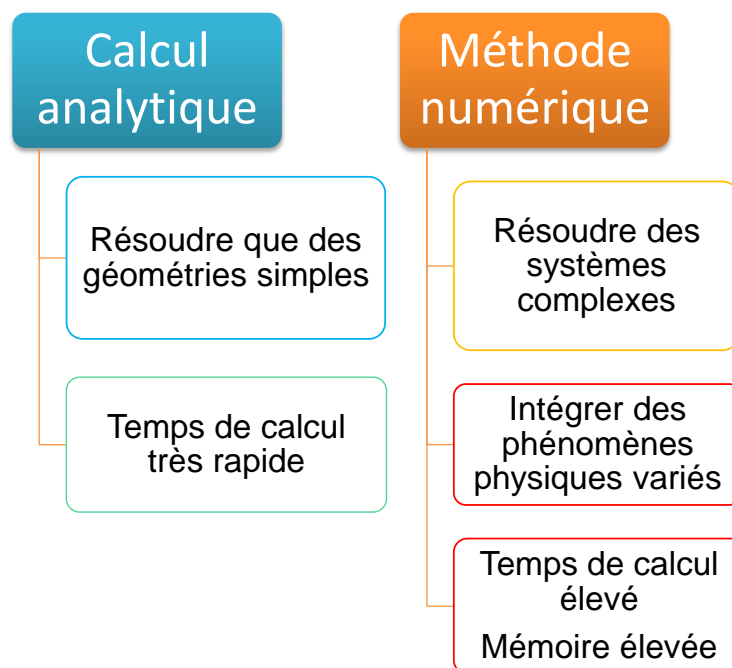 Calcul
analytique
Résoudre que des
géométries simples
Temps de calcul
très rapide
Méthode
numérique
Résoudre des
systèmes
complexes
Intégrer des
phénomènes
physiques variés
Temps de calcul
élevé
Mémoire élevée